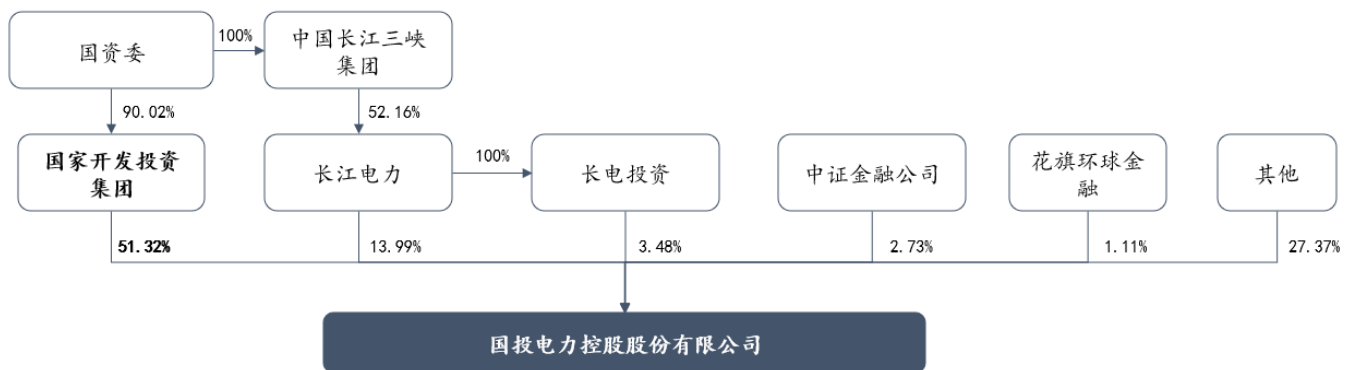 国资委
100%
中国长江三峡
集团
90.02%
52.16%
国家开发投资
集团
长江电力
100%
长电投资
中证金融公司
花旗环球金
融
其他
51.32%
13.99%
3.48%
2.73%
1.11%
27.37%
国投电力控股股份有限公司